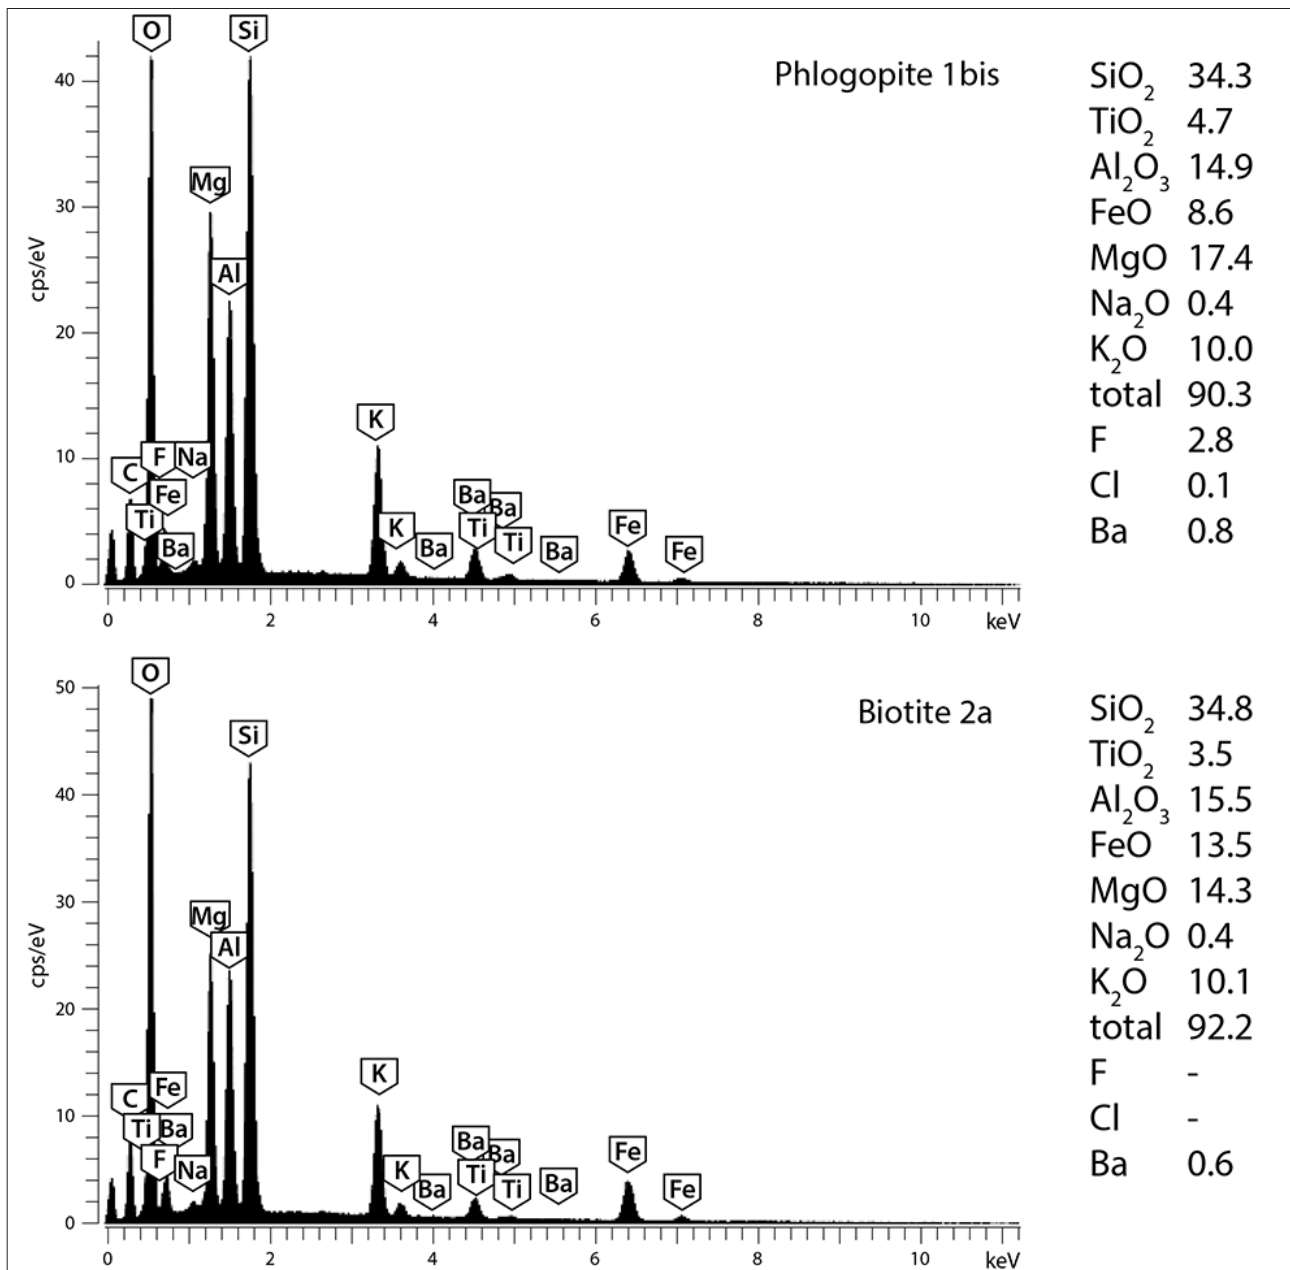 O Si
Phlogopite 1bis
Mg
Al
K
F Na
C
Fe
Ti
Ba
K
Ba
Ba
Ba
Ti
Ti
Ba
Fe
Fe
cps/eV
40
30
20
10
0
0 2 4 6 8 10 keV
SiO2 34.3
TiO2 4.7
Al2O3 14.9
FeO 8.6
MgO 17.4
Na2O 0.4
K2O 10.0
total 90.3
F 2.8
Cl 0.1
Ba 0.8
O
Si
Biotite 2a
Mg
Al
K
Fe
C
Ti Ba
F
Na
K
Ba
Ba
Ba
Ti
Ti
Ba
Fe
Fe
cps/eV
50
40
30
20
10
0
0 2 4 6 8 10 keV
SiO2 34.8
TiO2 3.5
Al2O3 15.5
FeO 13.5
MgO 14.3
Na2O 0.4
K2O 10.1
total 92.2
F -
Cl -
Ba 0.6